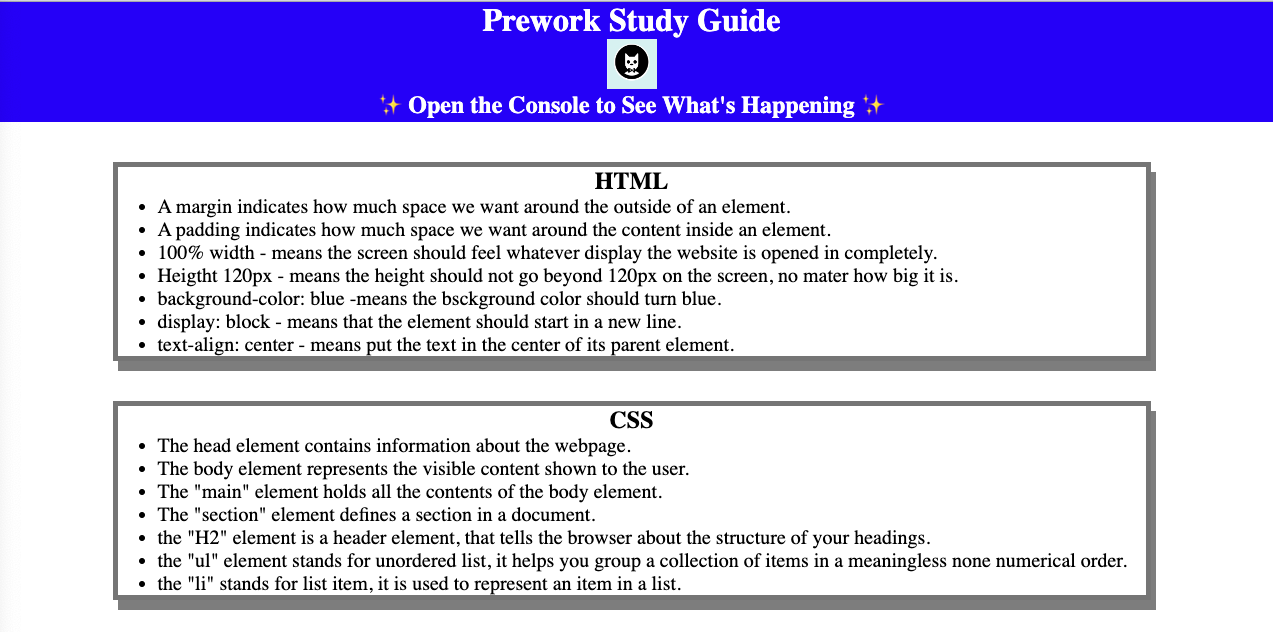 Prework Study Guide
✨ Open the Console to See What's Happening ✨
HTML
• A margin indicates how much space we want around the outside of an element.
• A padding indicates how much space we want around the content inside an element.
• 100% width - means the screen should feel whatever display the website is opened in completely.
• Heigtht 120px - means the height should not go beyond 120px on the screen, no mater how big it is.
• background-color: blue -means the bsckground color should turn blue.
• display: block - means that the element should start in a new line.
• text-align: center - means put the text in the center of its parent element.
CSS
• The head element contains information about the webpage.
• The body element represents the visible content shown to the user.
• The "main" element holds all the contents of the body element.
• The "section" element defines a section in a document.
• the "H2" element is a header element, that tells the browser about the structure of your headings.
• the "ul" element stands for unordered list, it helps you group a collection of items in a meaningless none numerical order.
• the "li" stands for list item, it is used to represent an item in a list.